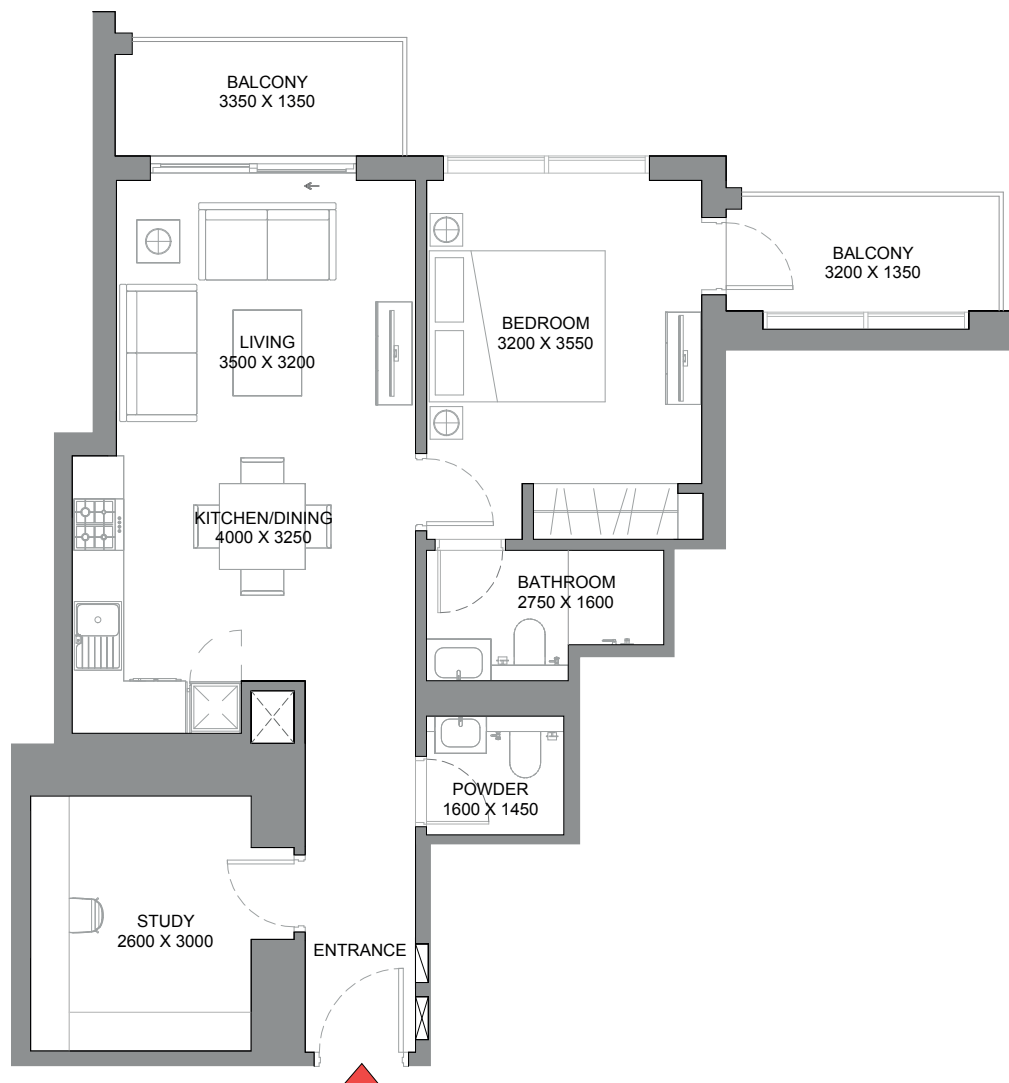 BALCONY
3350 X 1350
BALCONY
3200 X 1350
BEDROOM
3200 X 3550
LIVING
3500 X 3200
KITCHEN/DINING
4000 X 3250
BATHROOM
2750 X 1600
POWDER
1600 X 1450
STUDY
2600 X 3000
ENTRANCE